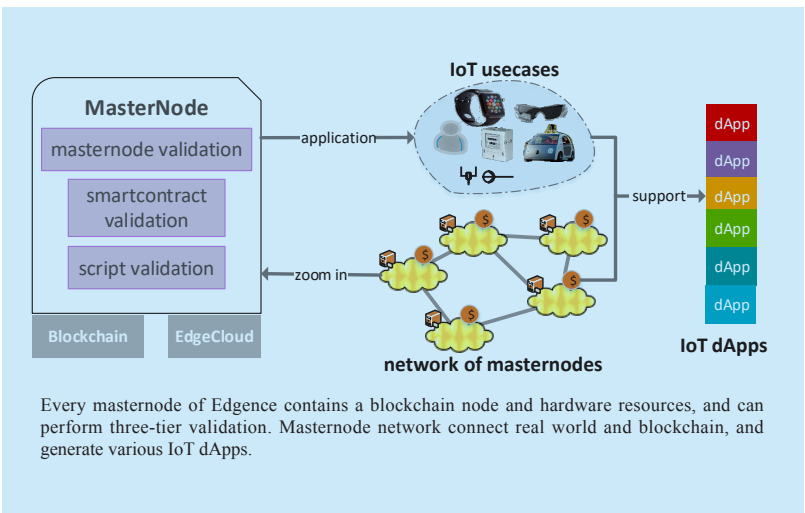 IoT usecases
MasterNode
masternode validation
smartcontract
validation
script validation
Blockchain
EdgeCloud
application
zoom in
$
$
$
$
$
network of masternodes
support
dApp
dApp
dApp
dApp
dApp
dApp
IoT dApps
Every masternode of Edgence contains a blockchain node and hardware resources, and can
perform three-tier validation. Masternode network connect real world and blockchain, and
generate various IoT dApps.